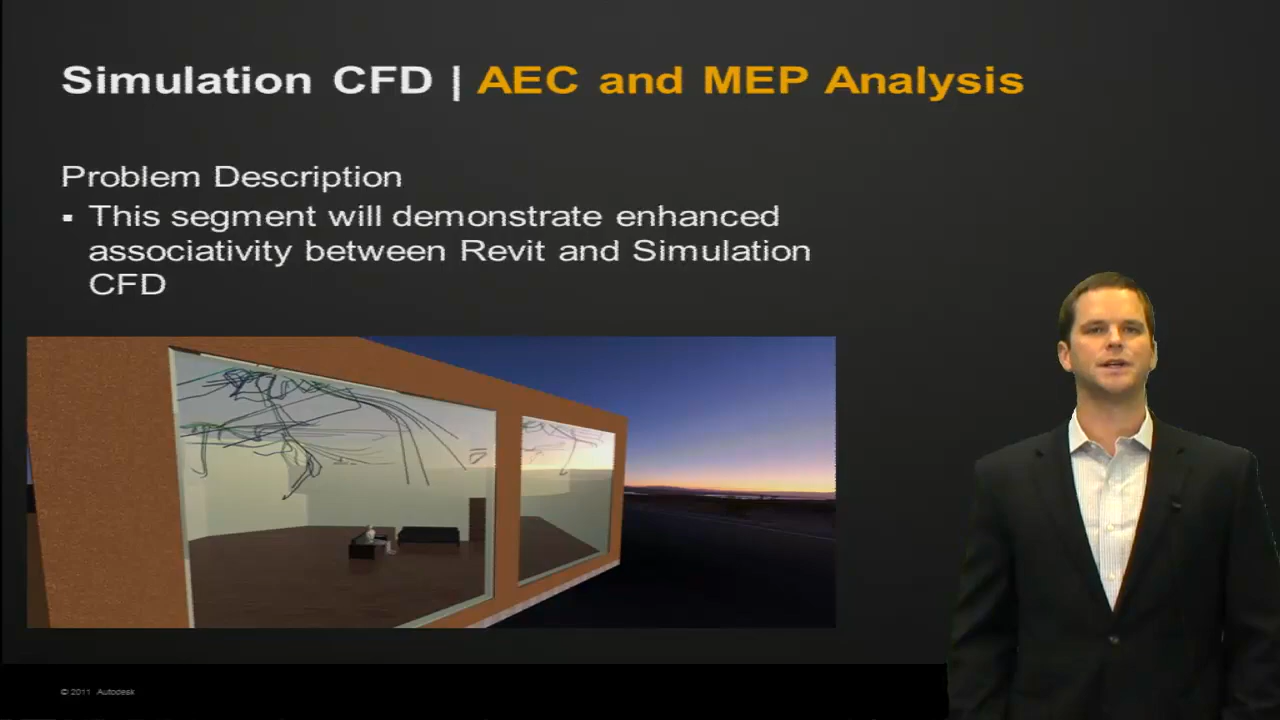 Simulation CFD | AEC and MEP Analysis
Problem Description
▪ This segment will demonstrate enhanced
associativity between Revit and Simulation
CFD
© 2011 Autodesk